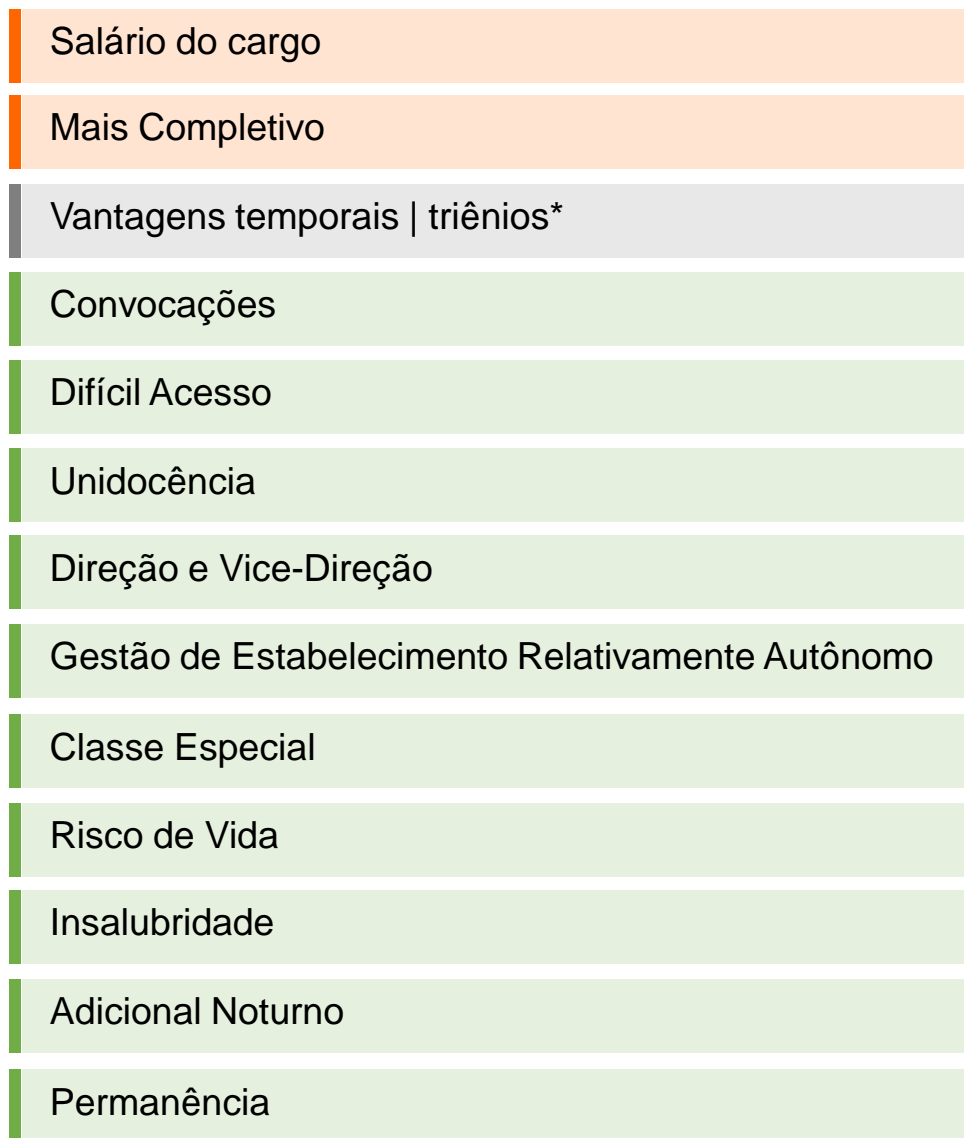 Salário do cargo
Mais Completivo
Vantagens temporais | triênios*
Convocações
Difícil Acesso
Unidocência
Direção e Vice-Direção
Gestão de Estabelecimento Relativamente Autônomo
Classe Especial
Risco de Vida
Insalubridade
Adicional Noturno
Permanência